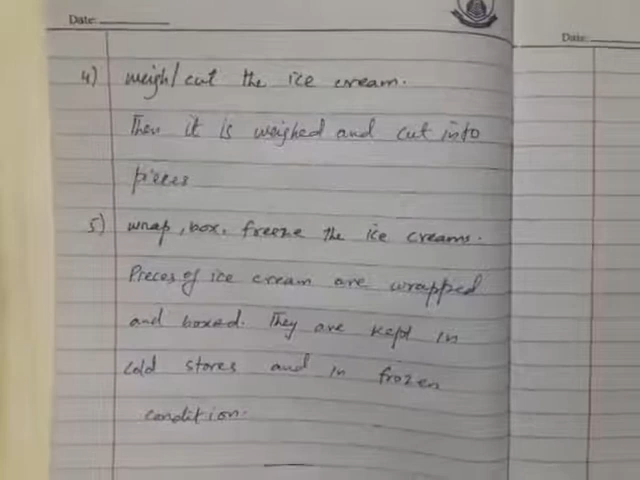 Date:
Date:
4) weigh/cut the ice cream.
Then it is weighed and cut into
pieces
5) wrap, box, freeze the ice creams.
Pieces of ice cream are wrapped
and boxed. They are kept in
cold stores and in frozen
condition.